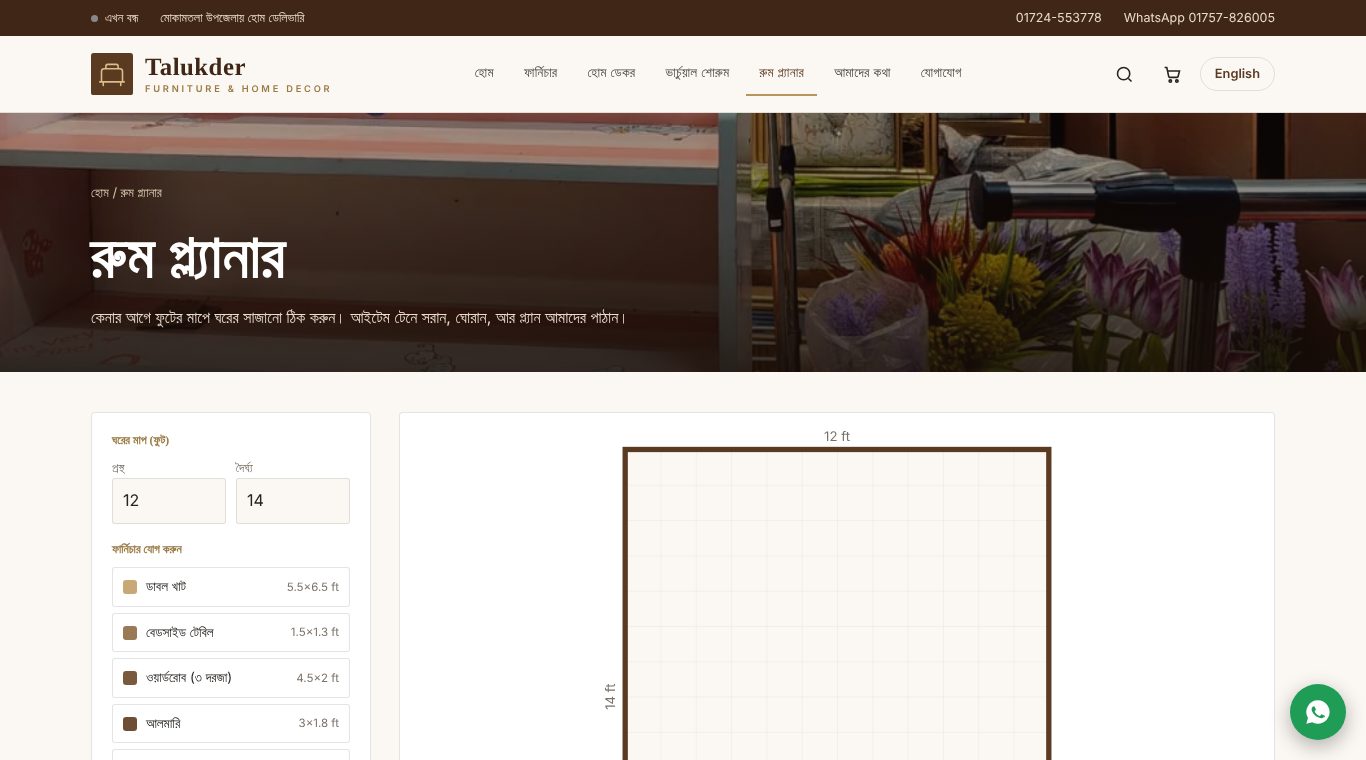 এখন বন্ধ
মোকামতলা উপজেলায় হোম ডেলিভারি
01724-553778
WhatsApp 01757-826005
Talukder
FURNITURE & HOME DECOR
হোম
ফার্নিচার
হোম ডেকর
ভার্চুয়াল শোরুম
রুম প্ল্যানার
আমাদের কথা
যোগাযোগ
English
হোম / রুম প্ল্যানার
রুম প্ল্যানার
কেনার আগে ফুটের মাপে ঘরের সাজানো ঠিক করুন। আইটেম টেনে সরান, ঘোরান, আর প্ল্যান আমাদের পাঠান।
ঘরের মাপ (ফুট)
প্রস্থ
দৈর্ঘ্য
12
14
ফার্নিচার যোগ করুন
ডাবল খাট
5.5×6.5 ft
বেডসাইড টেবিল
1.5×1.3 ft
ওয়ার্ডরোব (৩ দরজা)
4.5×2 ft
আলমারি
3×1.8 ft
12 ft
14 ft